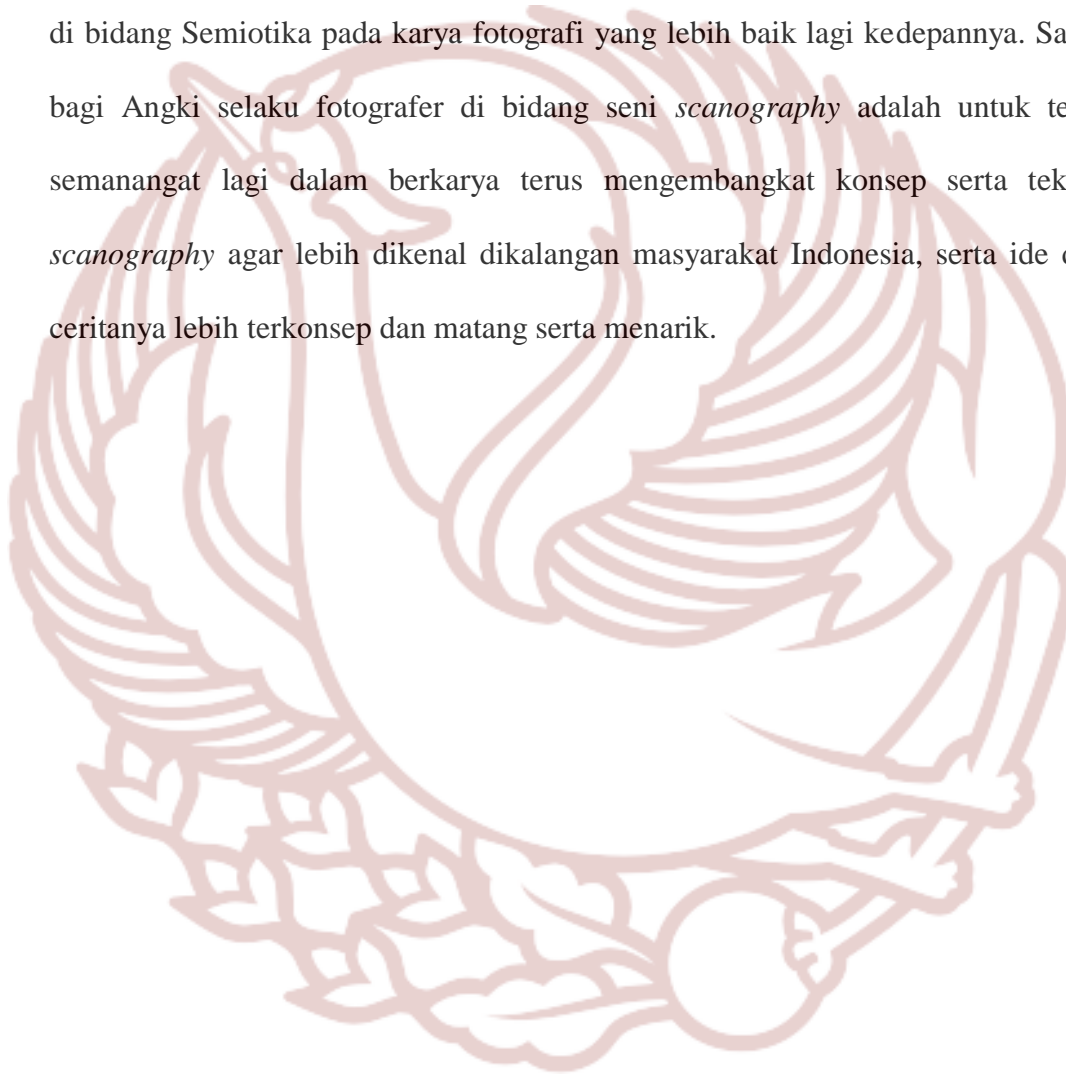 di bidang Semiotika pada karya fotografi yang lebih baik lagi kedepannya.
bagi Angki selaku fotografer di bidang seni scanography adalah untuk
semanangat lagi dalam berkarya terus mengembangkat konsep serta
scanography agar lebih dikenal dikalangan masyarakat Indonesia, serta ide
ceritanya lebih terkonsep dan matang serta menarik.